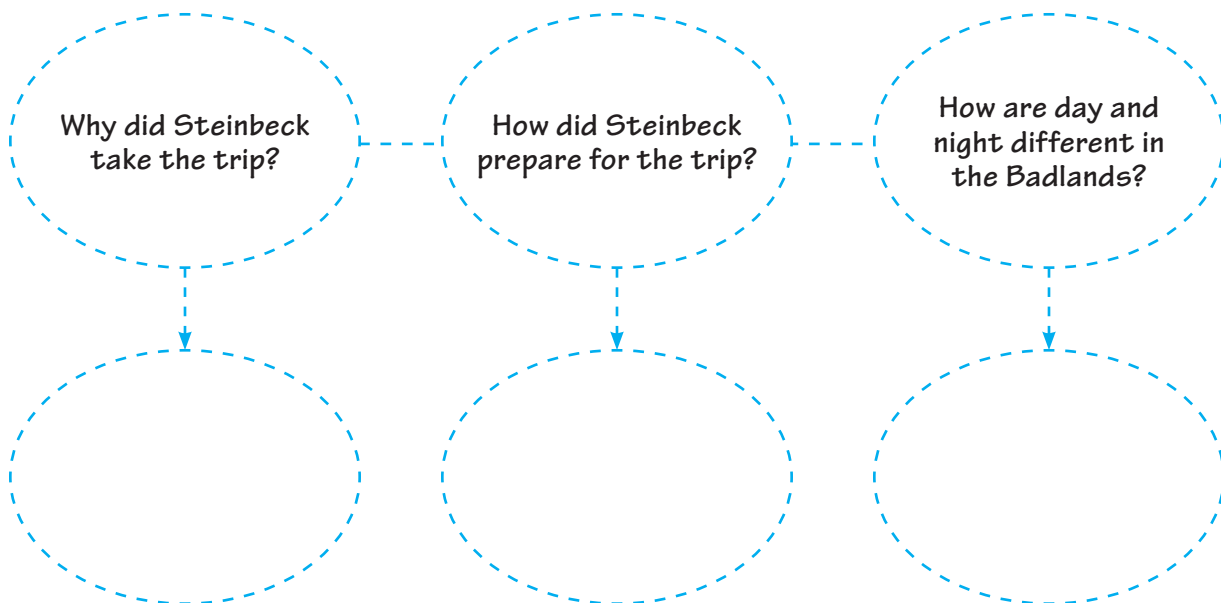 Why did Steinbeck
take the trip?
How did Steinbeck
prepare for the trip?
How are day and
night different in
the Badlands?